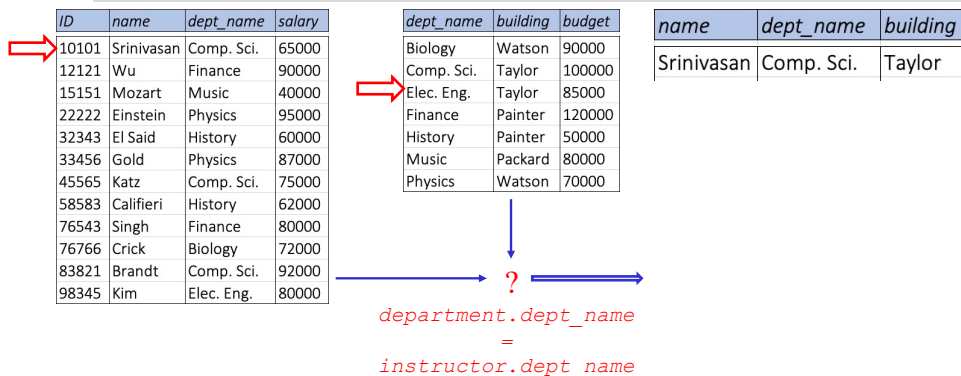 ID name dept_name salary
10101 Srinivasan Comp. Sci. 65000
12121 Wu Finance 90000
15151 Mozart Music 40000
22222 Einstein Physics 95000
32343 El Said History 60000
33456 Gold Physics 87000
45565 Katz Comp. Sci. 75000
58583 Califieri History 62000
76543 Singh Finance 80000
76766 Crick Biology 72000
83821 Brandt Comp. Sci. 92000
98345 Kim Elec. Eng. 80000
dept_name building budget
Biology Watson 90000
Comp. Sci. Taylor 100000
Elec. Eng. Taylor 85000
Finance Painter 120000
History Painter 50000
Music Packard 80000
Physics Watson 70000
name dept_name building
Srinivasan Comp. Sci. Taylor
?
department.dept_name
=
instructor.dept_name